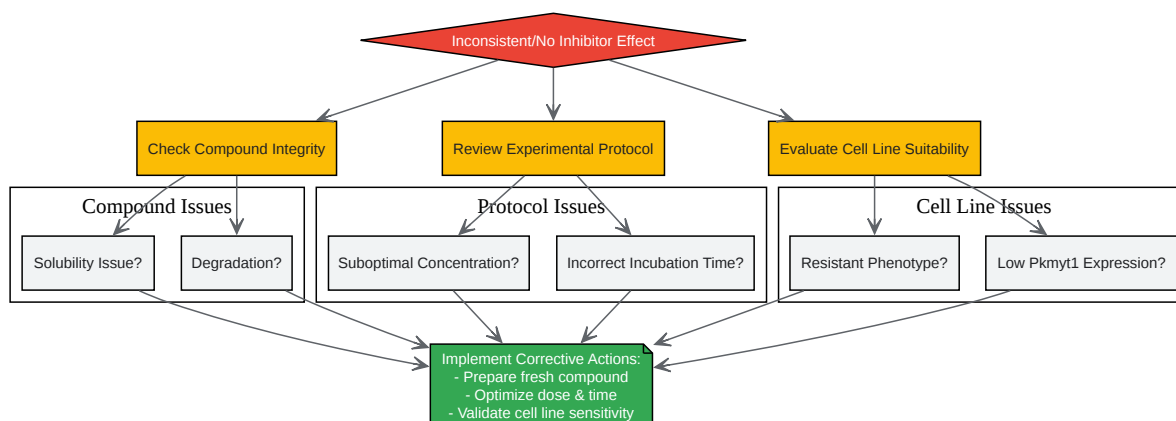 Inconsistent/No Inhibitor Effect
Check Compound Integrity
Review Experimental Protocol
Evaluate Cell Line Suitability
Compound Issues
Protocol Issues
Cell Line Issues
Solubility Issue?
Degradation?
Suboptimal Concentration?
Incorrect Incubation Time?
Resistant Phenotype?
Low Pkmyt1 Expression?
Implement Corrective Actions:
- Prepare fresh compound
- Optimize dose & time
- Validate cell line sensitivity